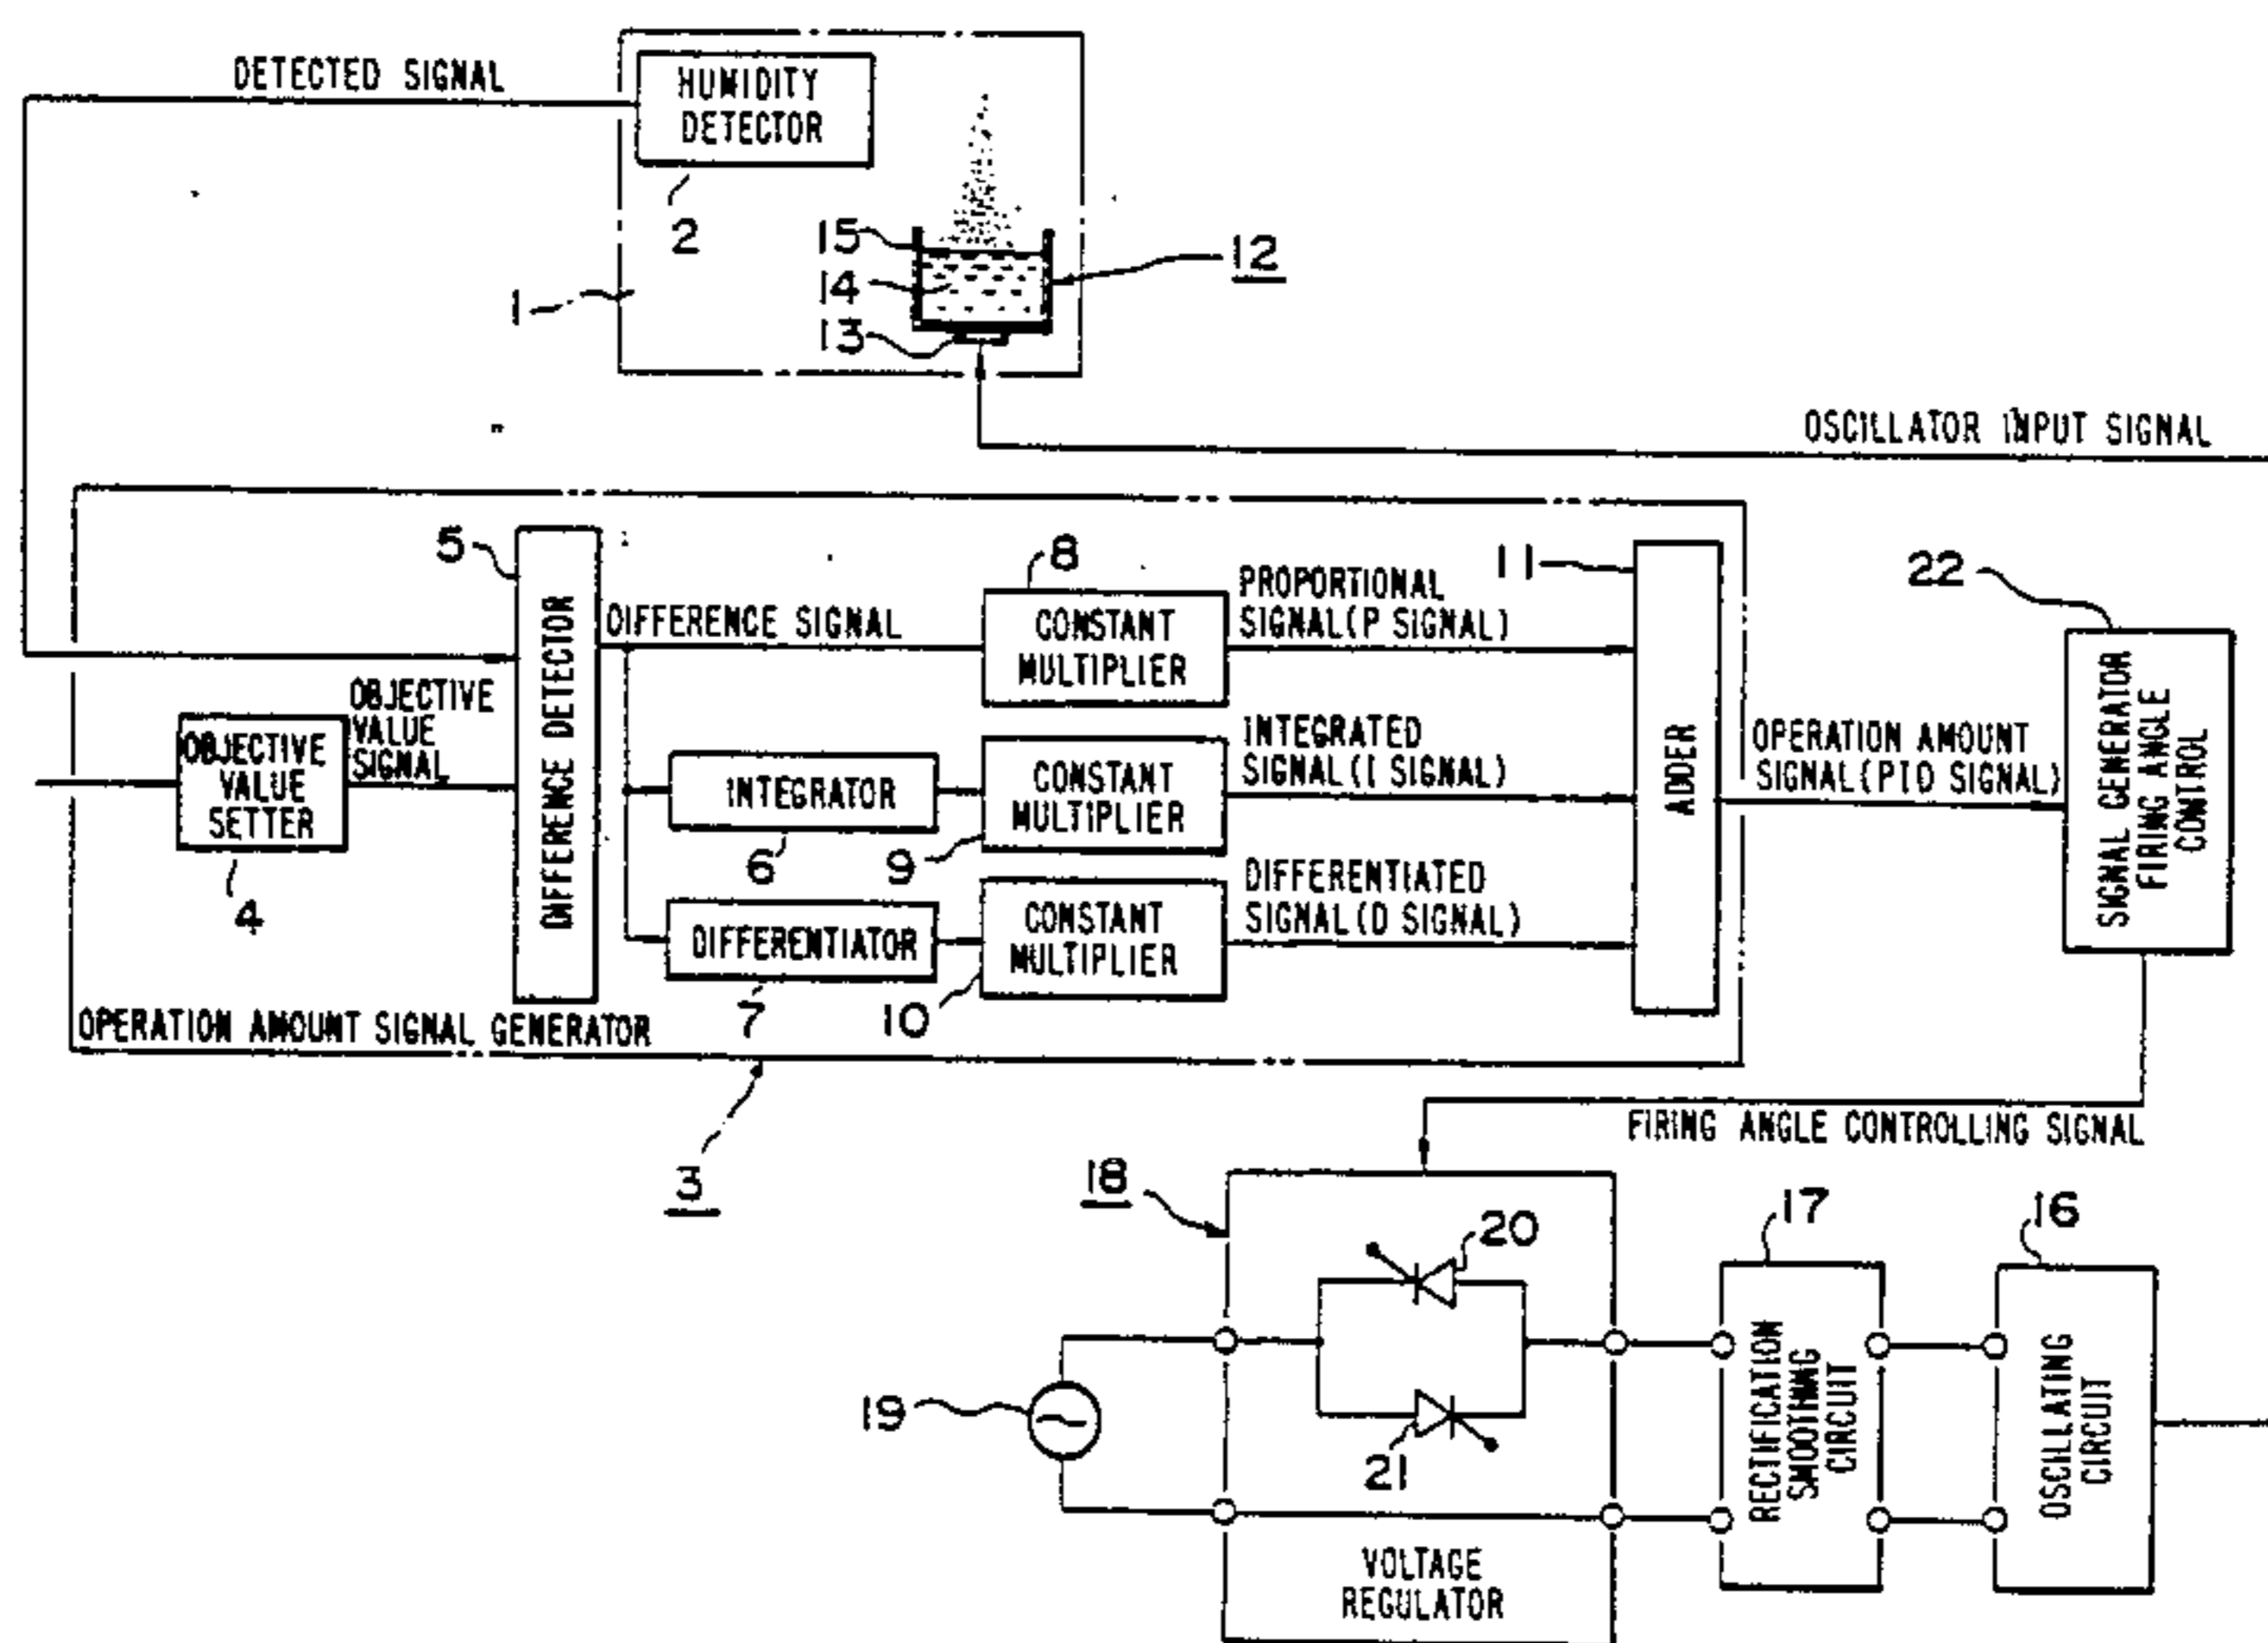 DETECTED SIGNAL
HUMIDITY
DETECTOR
2
15
14
13
12
1
OSCILLATOR INPUT SIGNAL
5
DIFFERENCE DETECTOR
DIFFERENCE SIGNAL
8
CONSTANT
MULTIPLIER
PROPORTIONAL
SIGNAL(P SIGNAL)
11
ADDER
22
SIGNAL GENERATOR
FIRING ANGLE
CONTROL
OBJECTIVE
VALUE
SIGNAL
OBJECTIVE
VALUE
SETTER
4
INTEGRATOR
6
CONSTANT
MULTIPLIER
9
INTEGRATED
SIGNAL(I SIGNAL)
OPERATION AMOUNT
SIGNAL(PID SIGNAL)
DIFFERENTIATOR
7
CONSTANT
MULTIPLIER
10
DIFFERENTIATED
SIGNAL(D SIGNAL)
OPERATION AMOUNT SIGNAL GENERATOR
3
FIRING ANGLE CONTROLLING SIGNAL
18
20
21
19
VOLTAGE
REGULATOR
17
RECTIFICATION
SMOOTHING
CIRCUIT
16
OSCILLATING
CIRCUIT